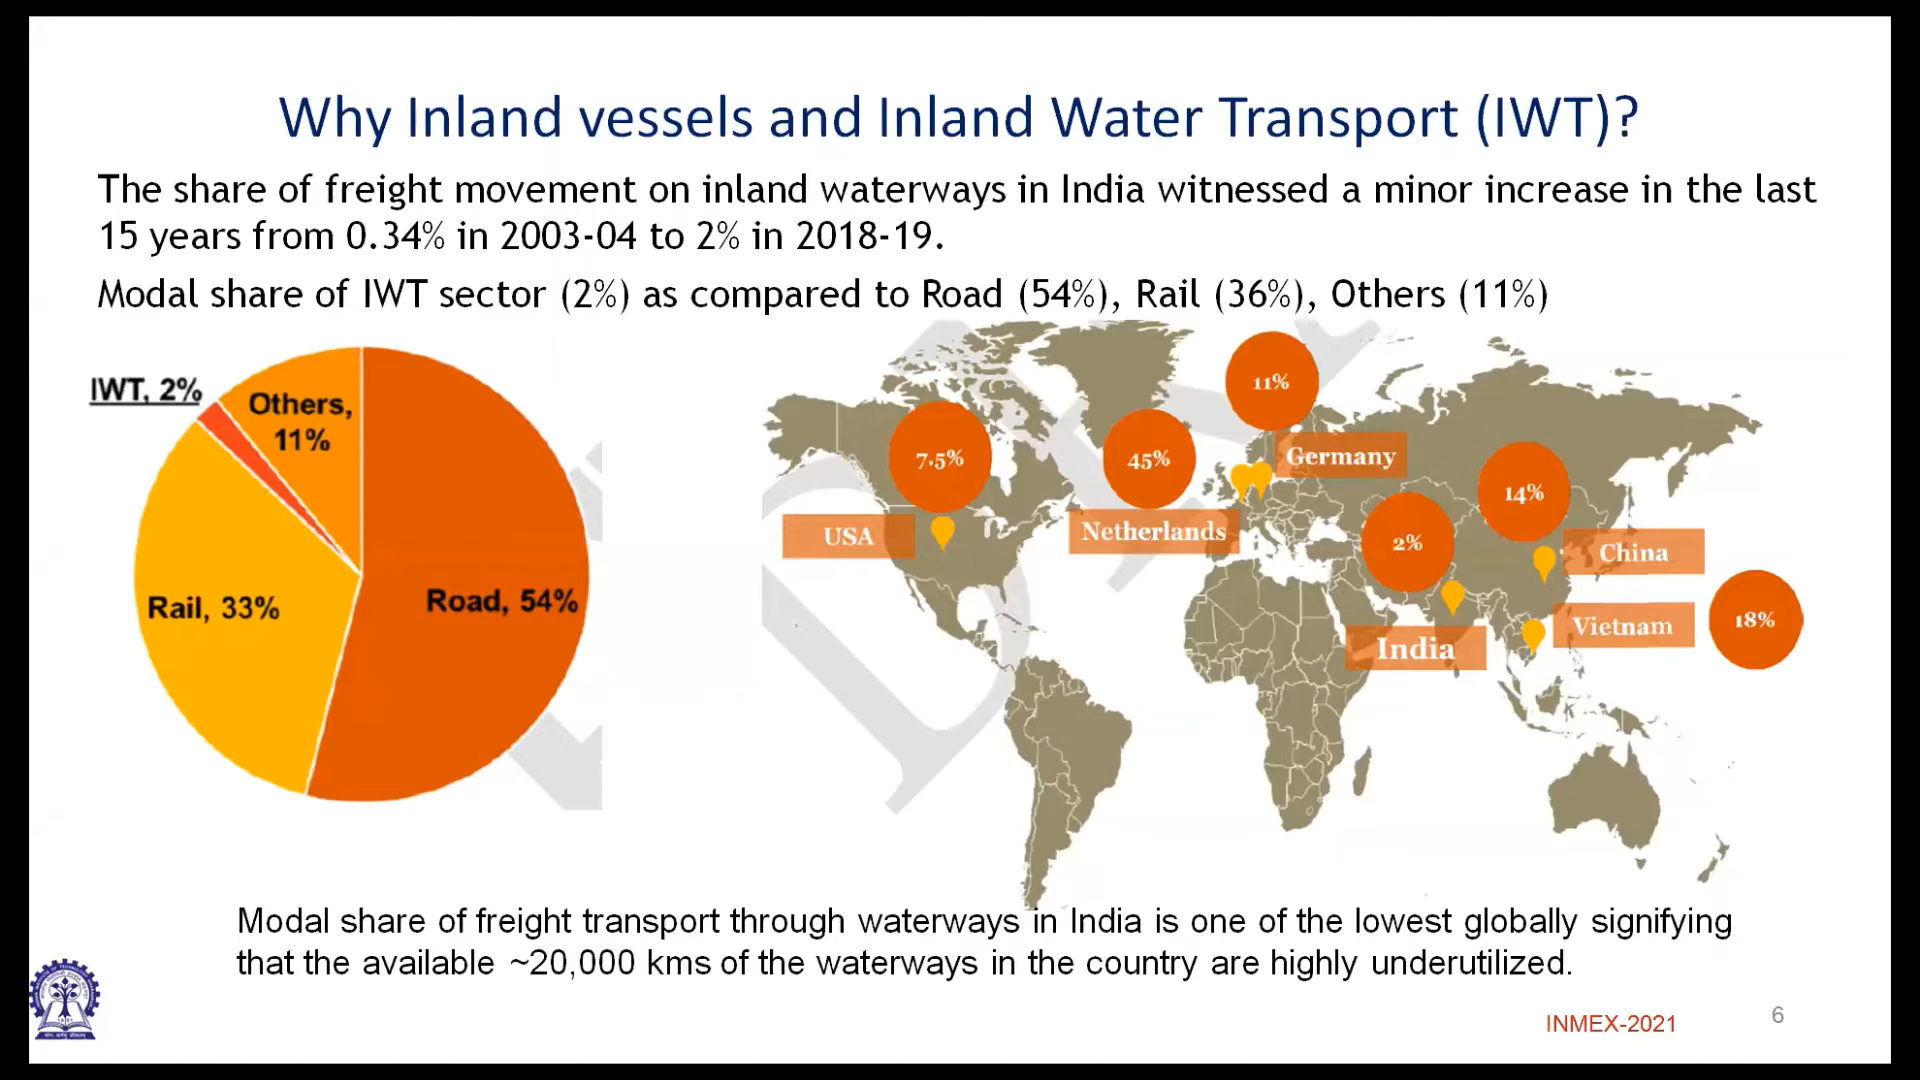 Why Inland vessels and Inland Water Transport (IWT)?
The share of freight movement on inland waterways in India witnessed a minor increase in the last
15 years from 0.34% in 2003-04 to 2% in 2018-19.
Modal share of IWT sector (2%) as compared to Road (54%), Rail (36%), Others (11%)
IWT, 2%
Others,
11%
Rail, 33%
Road, 54%
11%
7.5%
45%
Germany
14%
USA
Netherlands
2%
China
Vietnam
18%
India
Modal share of freight transport through waterways in India is one of the lowest globally signifying
that the available ~20,000 kms of the waterways in the country are highly underutilized.
INMEX-2021
6